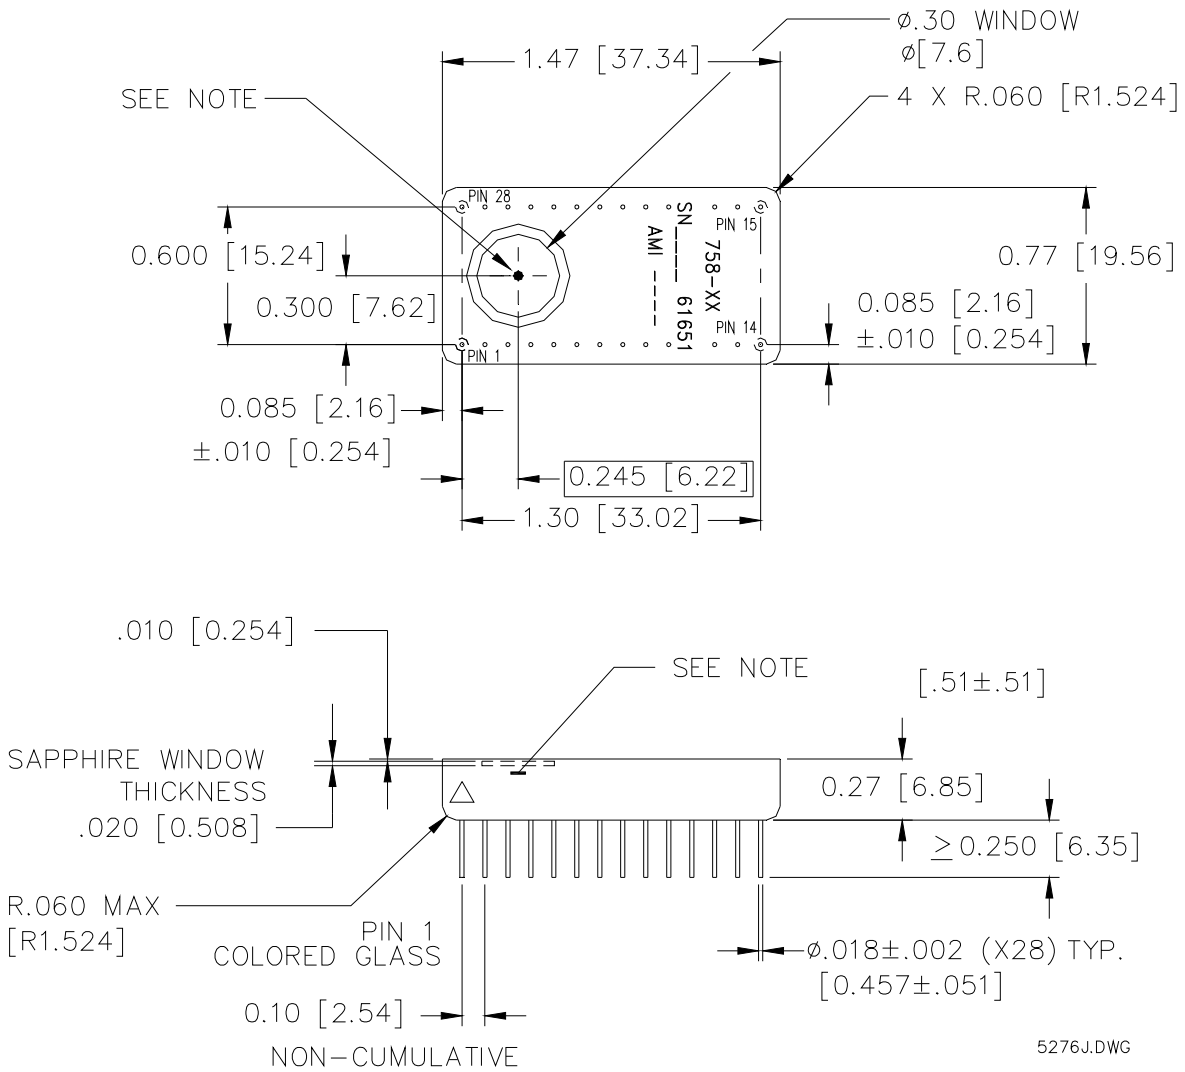 ø.30 WINDOW
ø[7.6]
1.47 [37.34]
SEE NOTE
4 X R.060 [R1.524]
PIN 28
PIN 15
SN____ 61651
758-XX
AMI ----
0.600 [15.24]
0.77 [19.56]
0.300 [7.62]
0.085 [2.16]
±.010 [0.254]
PIN 14
PIN 1
0.085 [2.16]
±.010 [0.254]
0.245 [6.22]
1.30 [33.02]
.010 [0.254]
SEE NOTE
[.51±.51]
SAPPHIRE WINDOW
THICKNESS
.020 [0.508]
0.27 [6.85]
≥0.250 [6.35]
R.060 MAX
[R1.524]
PIN 1
COLORED GLASS
ø.018±.002 (X28) TYP.
[0.457±.051]
0.10 [2.54]
NON-CUMULATIVE
5276J.DWG